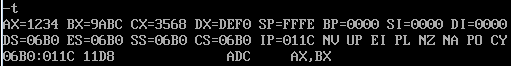 -t
AX=1234 BX=9ABC CX=3568 DX=DEF0 SP=FFFE BP=0000 SI=0000 DI=0000
DS=06B0 ES=06B0 SS=06B0 CS=06B0 IP=011C NV UP EI PL NZ NA PO CY
06B0:011C 11D8 ADC AX,BX